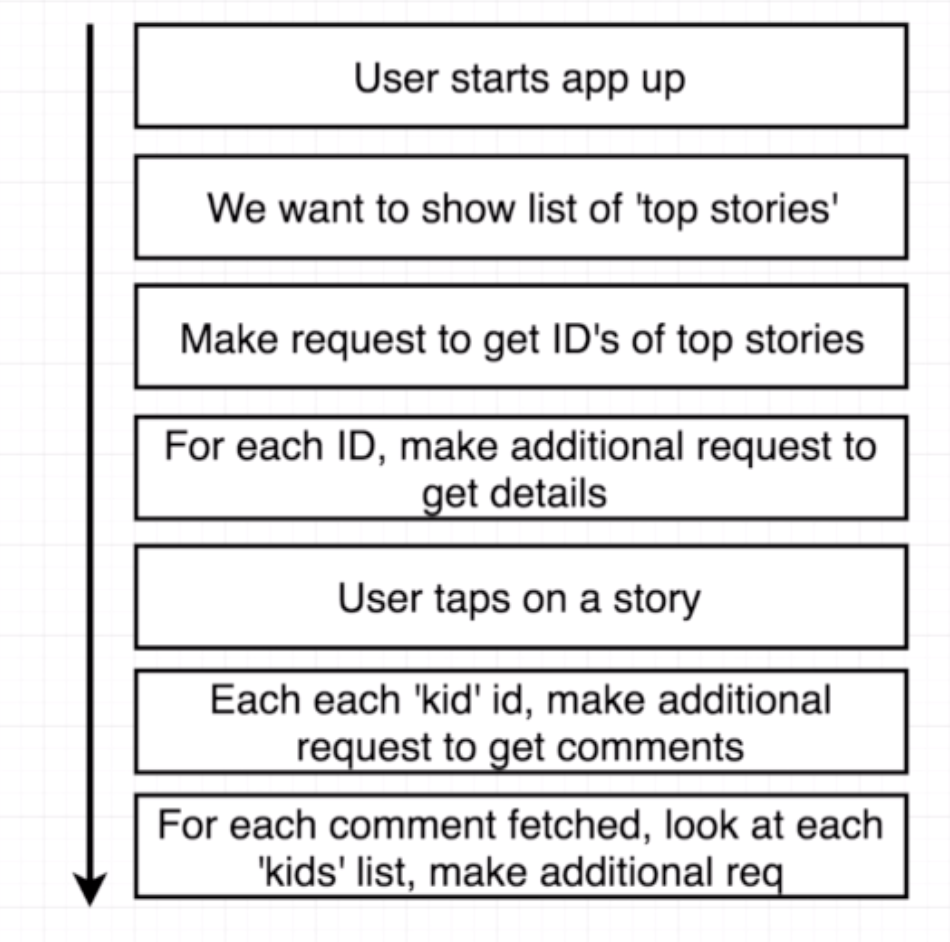 User starts app up
We want to show list of 'top stories'
Make request to get ID's of top stories
For each ID, make additional request to
get details
User taps on a story
Each each 'kid' id, make additional
request to get comments
For each comment fetched, look at each
'kids' list, make additional req